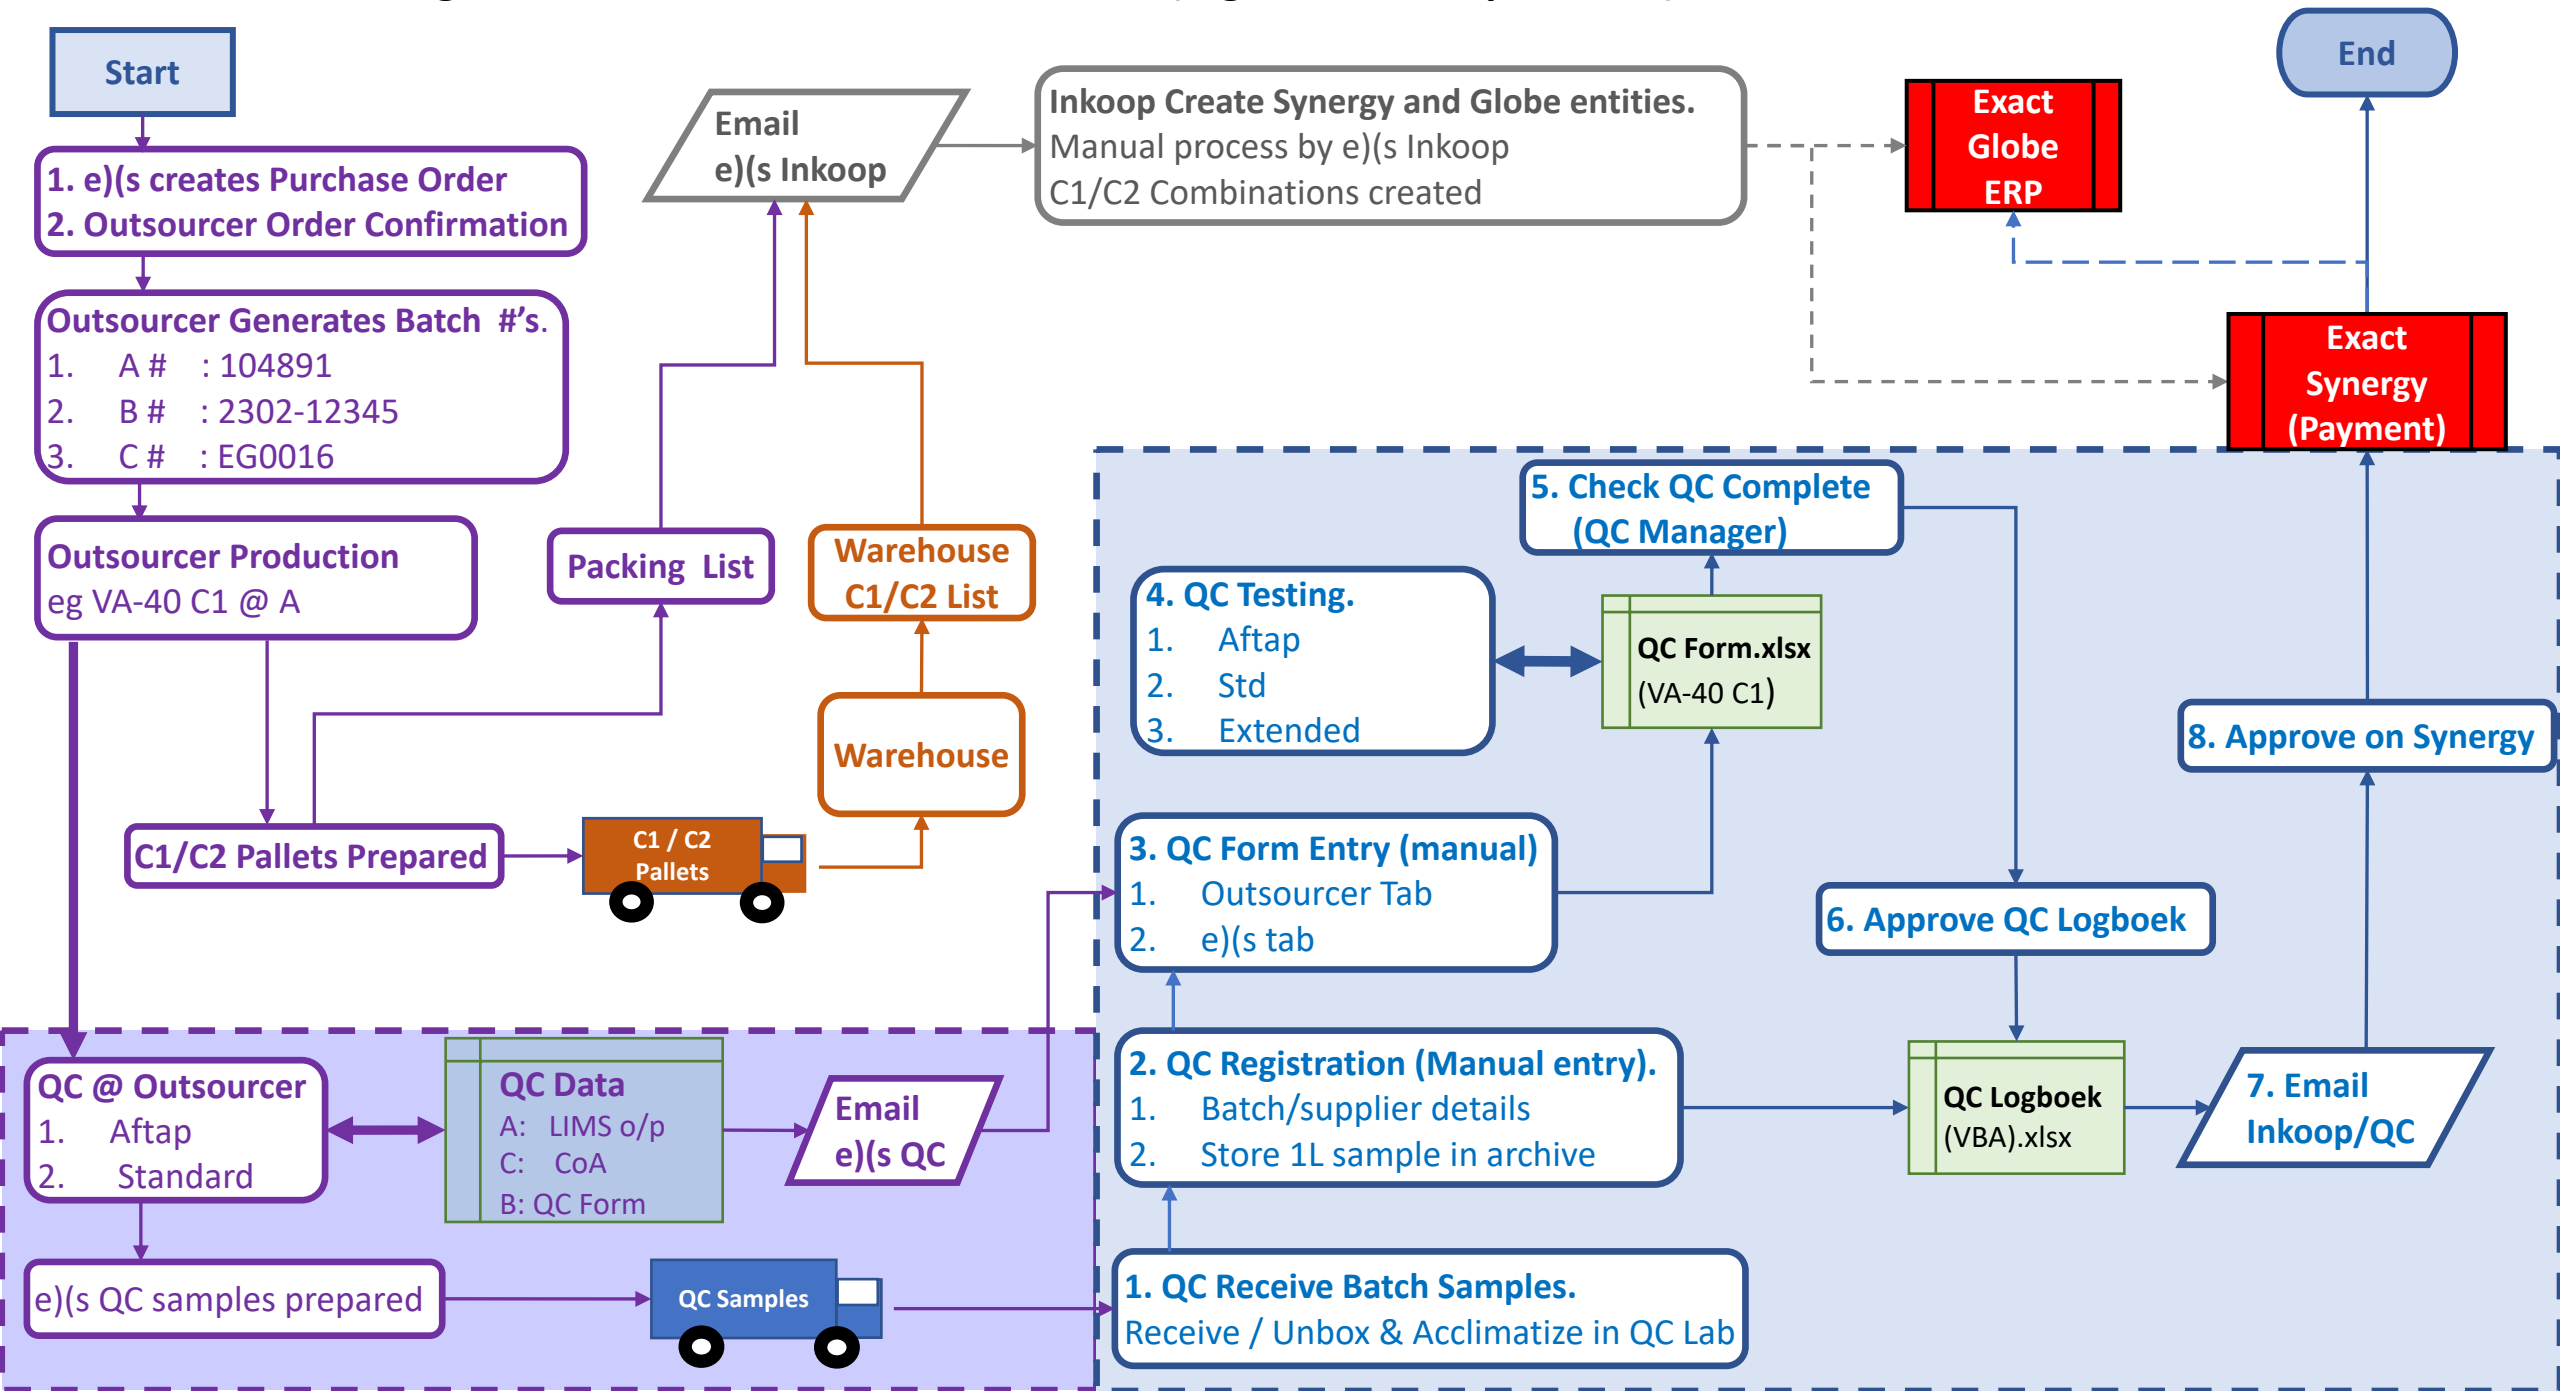 Start
End
1. e)(s creates Purchase Order
2. Outsourcer Order Confirmation
Email
e)(s Inkoop
Inkoop Create Synergy and Globe entities.
Manual process by e)(s Inkoop
C1/C2 Combinations created
Exact
Globe
ERP
Outsourcer Generates Batch  #’s.
1. A # : 104891
2. B # : 2302-12345
3. C # : EG0016
Exact
Synergy
(Payment)
Outsourcer Production
eg VA-40 C1 @ A
Packing  List
Warehouse
C1/C2 List
Warehouse
C1/C2 Pallets Prepared
C1 / C2
Pallets
5. Check QC Complete
(QC Manager)
4. QC Testing.
1. Aftap
2. Std
3. Extended
QC Form.xlsx
(VA-40 C1)
8. Approve on Synergy
3. QC Form Entry (manual)
1. Outsourcer Tab
2. e)(s tab
6. Approve QC Logboek
QC @ Outsourcer
1. Aftap
2. Standard
QC Data
A: LIMS o/p
C: CoA
B: QC Form
Email
e)(s QC
2. QC Registration (Manual entry).
1. Batch/supplier details
2. Store 1L sample in archive
QC Logboek
(VBA).xlsx
7. Email
Inkoop/QC
e)(s QC samples prepared
QC Samples
1. QC Receive Batch Samples.
Receive / Unbox & Acclimatize in QC Lab